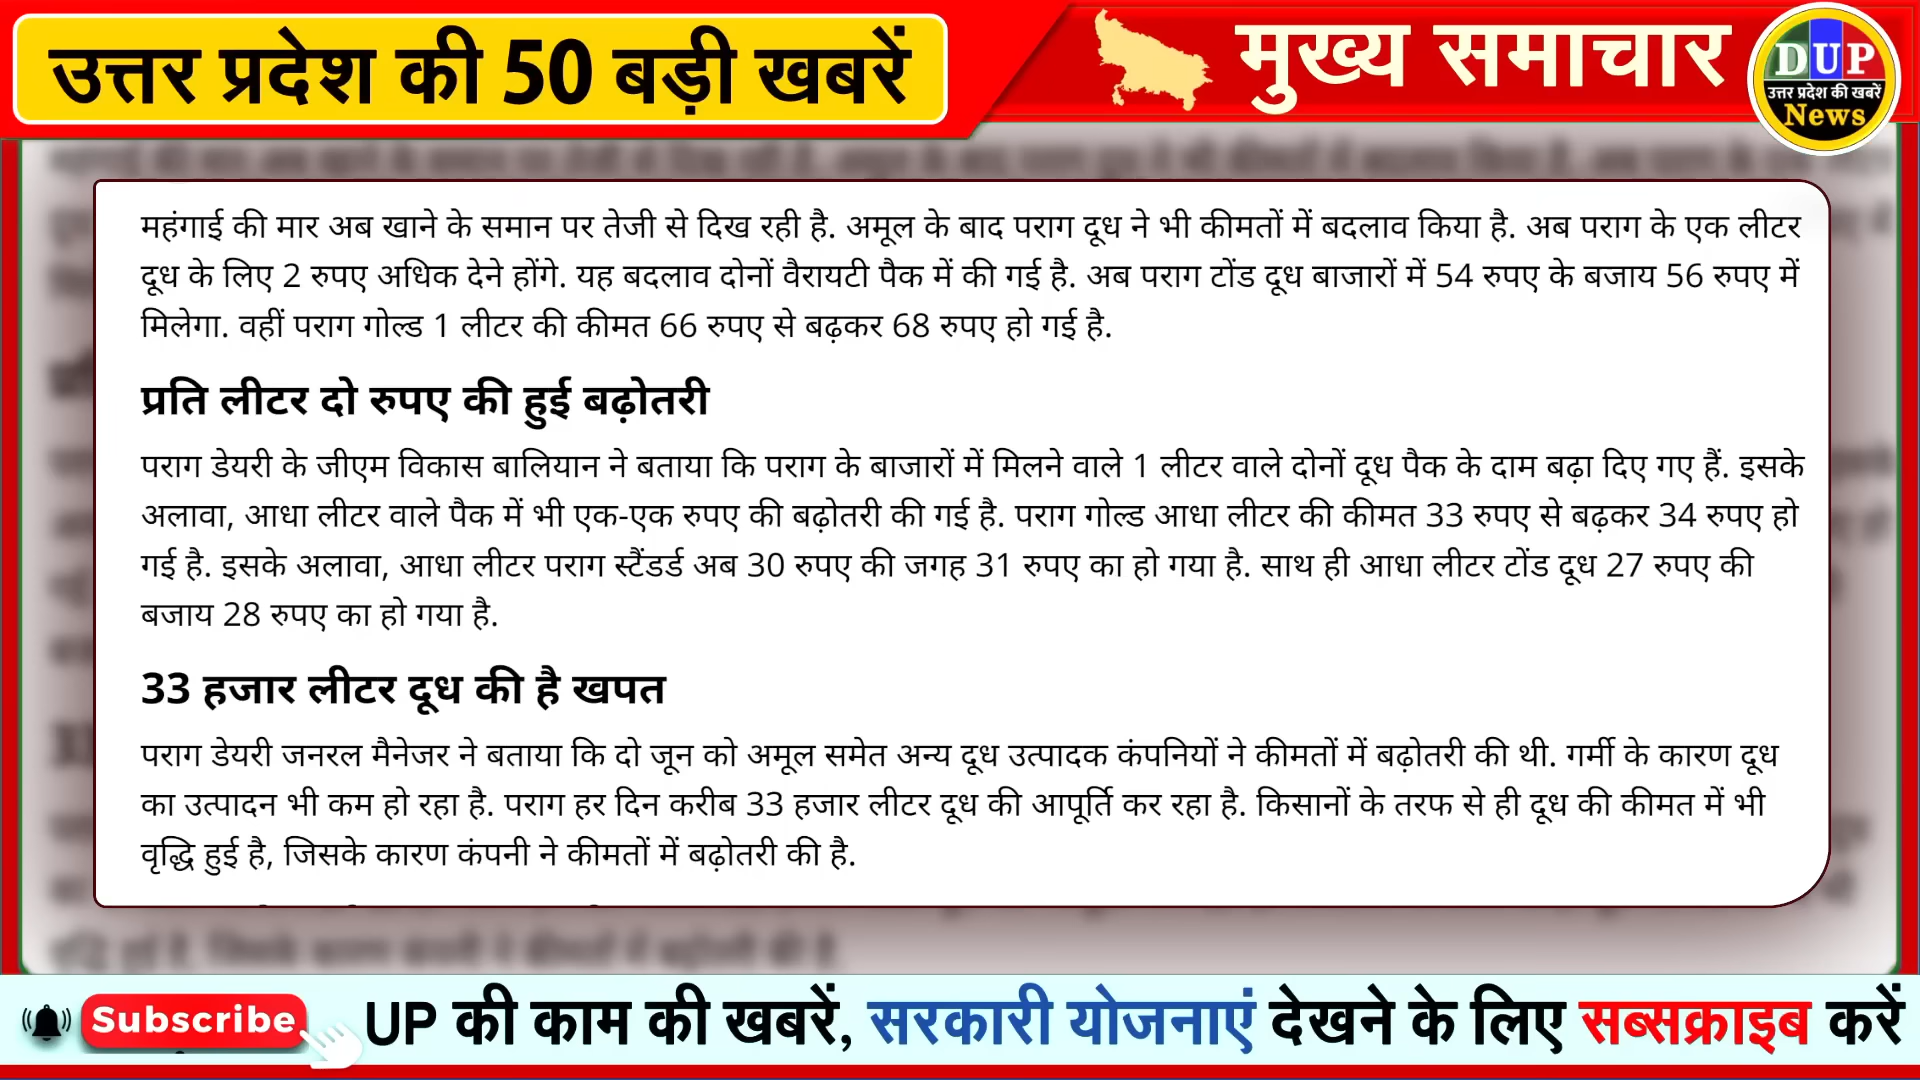 उत्तर प्रदेश की 50 बड़ी खबरें
मुख्य समाचार
DUP
उत्तर प्रदेश की खबरें
News
महंगाई की मार अब खाने के समान पर तेजी से दिख रही है. अमूल के बाद पराग दूध ने भी कीमतों में बदलाव किया है. अब पराग के एक लीटर
दूध के लिए 2 रुपए अधिक देने होंगे. यह बदलाव दोनों वैरायटी पैक में की गई है. अब पराग टोंड दूध बाजारों में 54 रुपए के बजाय 56 रुपए में
मिलेगा. वहीं पराग गोल्ड 1 लीटर की कीमत 66 रुपए से बढ़कर 68 रुपए हो गई है.
प्रति लीटर दो रुपए की हुई बढ़ोतरी
पराग डेयरी के जीएम विकास बालियान ने बताया कि पराग के बाजारों में मिलने वाले 1 लीटर वाले दोनों दूध पैक के दाम बढ़ा दिए गए हैं. इसके
अलावा, आधा लीटर वाले पैक में भी एक-एक रुपए की बढ़ोतरी की गई है. पराग गोल्ड आधा लीटर की कीमत 33 रुपए से बढ़कर 34 रुपए हो
गई है. इसके अलावा, आधा लीटर पराग स्टैंडर्ड अब 30 रुपए की जगह 31 रुपए का हो गया है. साथ ही आधा लीटर टोंड दूध 27 रुपए की
बजाय 28 रुपए का हो गया है.
33 हजार लीटर दूध की है खपत
पराग डेयरी जनरल मैनेजर ने बताया कि दो जून को अमूल समेत अन्य दूध उत्पादक कंपनियों ने कीमतों में बढ़ोतरी की थी. गर्मी के कारण दूध
का उत्पादन भी कम हो रहा है. पराग हर दिन करीब 33 हजार लीटर दूध की आपूर्ति कर रहा है. किसानों के तरफ से ही दूध की कीमत में भी
वृद्धि हुई है, जिसके कारण कंपनी ने कीमतों में बढ़ोतरी की है.
Subscribe
UP की काम की खबरें, सरकारी योजनाएं देखने के लिए सब्सक्राइब करें